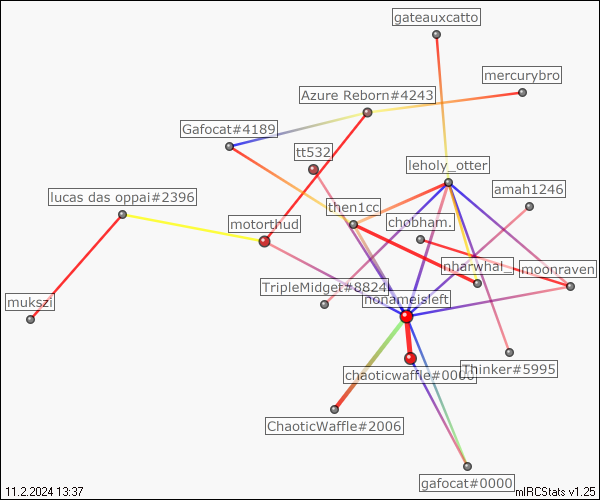 gateauxcatto
mercurybro
Azure Reborn#4243
Gafocat#4189
tt532
leholy_otter
lucas das oppai#2396
amah1246
then1cc
motorthud
chobham.
nharwhal_
moonraven
TripleMidget#8824
nonameisleft
mukszi
chaoticwaffle#0000
Thinker#5995
ChaoticWaffle#2006
gafocat#0000
11.2.2024 13:37
mIRCStats v1.25